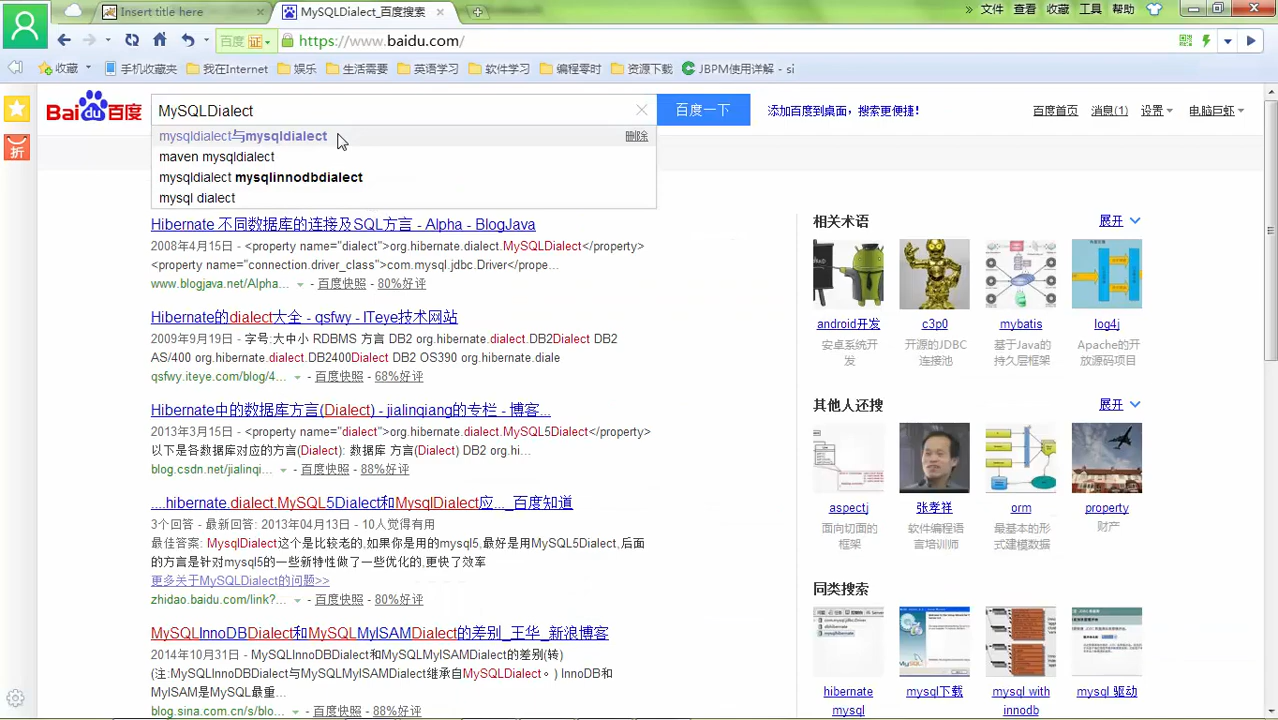 Insert title here
MySQLDialect_百度搜索
» 文件 查看 收藏 工具 帮助
百度 证 https://www.baidu.com/
收藏 手机收藏夹 我在Internet 娱乐 生活需要 英语学习 软件学习 编程零时 资源下载 JBPM使用详解 - si
Bai du 百度
MySQLDialect
百度一下
添加百度到桌面，搜索更便捷!
百度首页 消息(1) 设置 电脑巨虾
折
mysqldialect与mysqldialect 删除
maven mysqldialect
mysqldialect mysqlinnodbdialect
mysql dialect
Hibernate 不同数据库的连接及SQL方言 - Alpha - BlogJava
2008年4月15日 - <property name="dialect">org.hibernate.dialect.MySQLDialect</property>
<property name="connection.driver_class">com.mysql.jdbc.Driver</prope...
www.blogjava.net/Alpha... - 百度快照 - 80%好评
Hibernate的dialect大全 - qsfwy - ITeye技术网站
2009年9月19日 - 字号:大中小 RDBMS 方言 DB2 org.hibernate.dialect.DB2Dialect DB2
AS/400 org.hibernate.dialect.DB2400Dialect DB2 OS390 org.hibernate.diale
qsfwy.iteye.com/blog/4... - 百度快照 - 68%好评
Hibernate中的数据库方言(Dialect) - jialinqiang的专栏 - 博客...
2013年3月15日 - <property name="dialect">org.hibernate.dialect.MySQL5Dialect</property>
以下是各数据库对应的方言(Dialect): 数据库 方言(Dialect) DB2 org.hi...
blog.csdn.net/jialinqi... - 百度快照 - 88%好评
....hibernate.dialect.MySQL5Dialect和MysqlDialect应..._百度知道
3个回答 - 最新回答: 2013年04月13日 - 10人觉得有用
最佳答案: MysqlDialect这个是比较老的,如果你是用的mysql5,最好是用MySQL5Dialect,后面
的方言是针对mysql5的一些新特性做了一些优化的,更快了效率
更多关于MySQLDialect的问题>>
zhidao.baidu.com/link?... - 百度快照 - 80%好评
MySQLInnoDBDialect和MySQLMyISAMDialect的差别_王华_新浪博客
2014年10月31日 - MySQLInnoDBDialect和MySQLMyISAMDialect的差别()
(注:MySQLInnoDBDialect与MySQLMyISAMDialect继承自MySQLDialect。) InnoDB和
MyISAM是MySQL数量...
blog.sina.com.cn/s/blo... - 百度快照 - 88%好评
相关术语 展开
android开发 c3p0 mybatis log4j
安卓系统开发 开源的JDBC连接池 基于Java的持久层框架 Apache的开放源码项目
其他人还搜 展开
aspectj 张孝祥 orm property
面向切面的框架 软件编程语言培训师 最基本的形式建模数据 财产
同类搜索
hibernate mysql mysql下载 mysql with innodb mysql 驱动